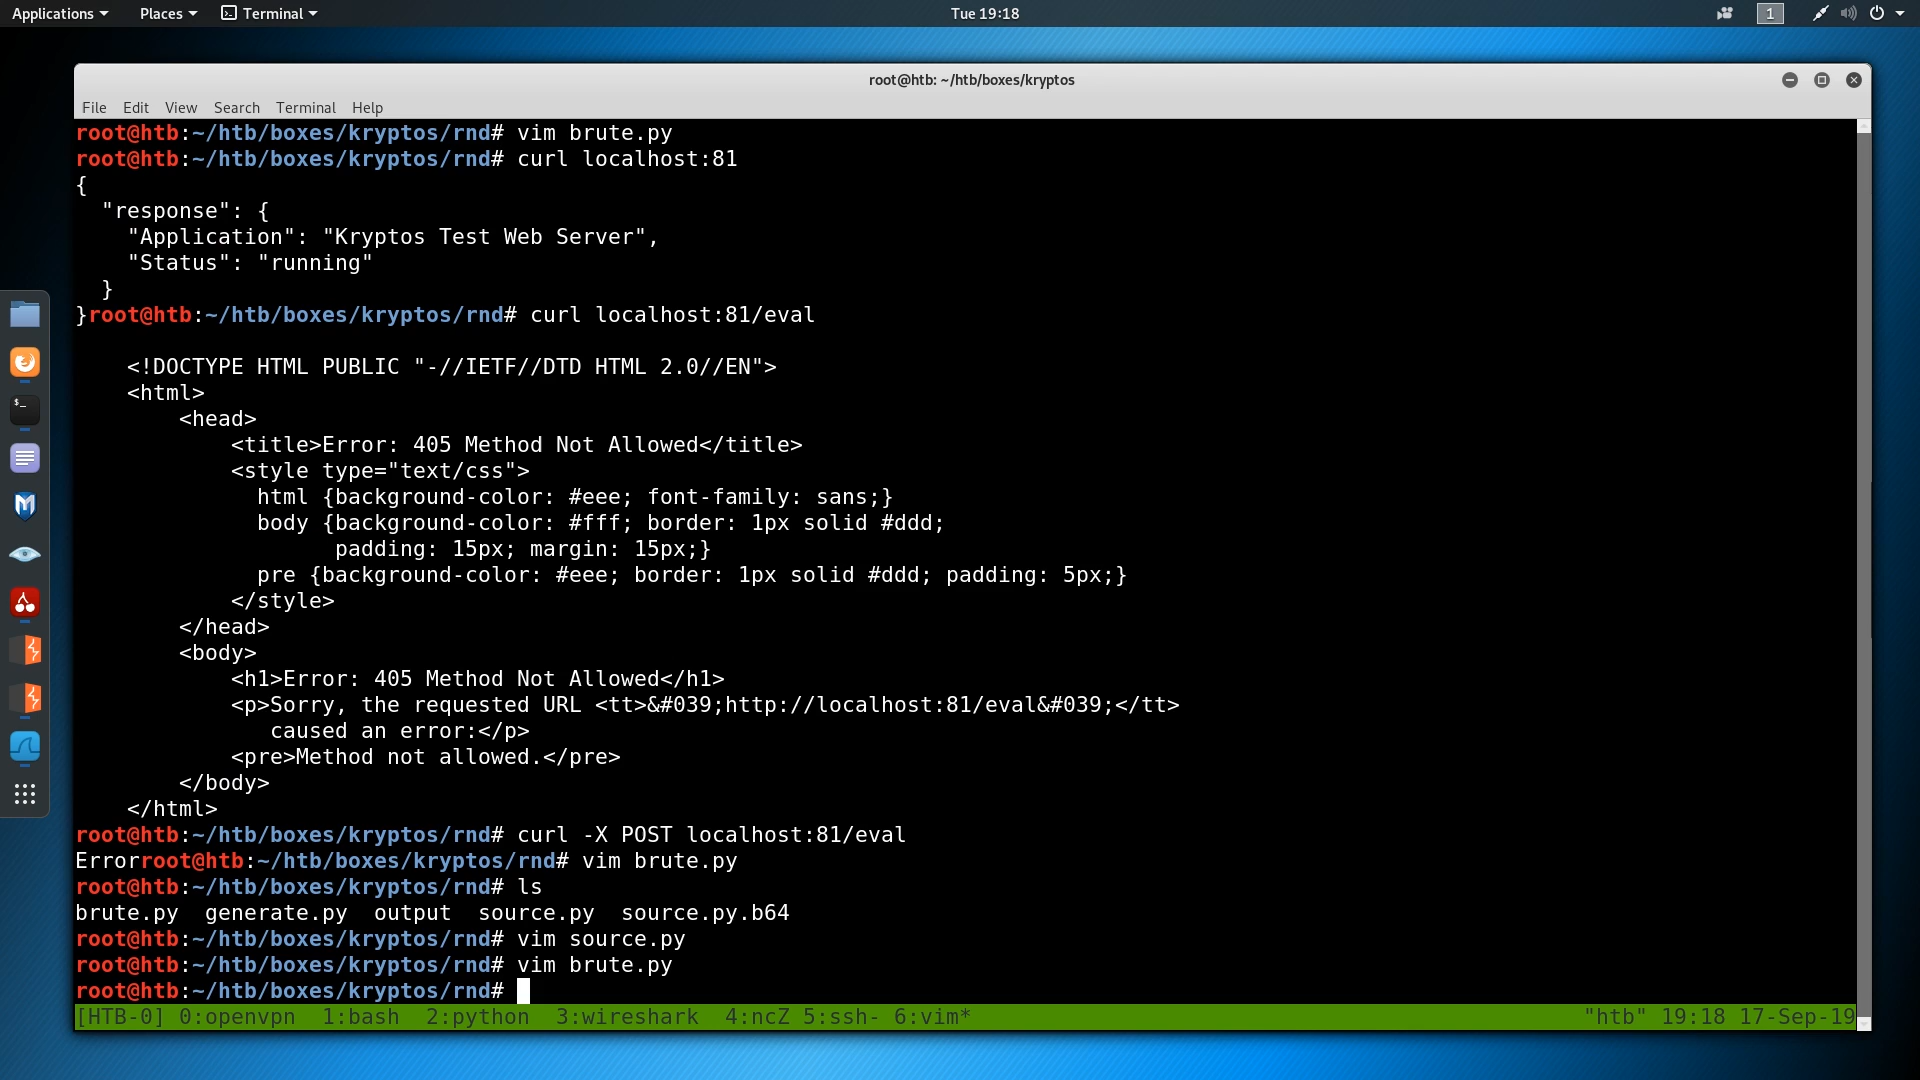 Applications Places Terminal Tue 19:18 1
root@htb: ~/htb/boxes/kryptos
File Edit View Search Terminal Help
root@htb:~/htb/boxes/kryptos/rnd# vim brute.py
root@htb:~/htb/boxes/kryptos/rnd# curl localhost:81
{
  "response": {
    "Application": "Kryptos Test Web Server",
    "Status": "running"
  }
}root@htb:~/htb/boxes/kryptos/rnd# curl localhost:81/eval
    <!DOCTYPE HTML PUBLIC "-//IETF//DTD HTML 2.0//EN">
    <html>
        <head>
            <title>Error: 405 Method Not Allowed</title>
            <style type="text/css">
              html {background-color: #eee; font-family: sans;}
              body {background-color: #fff; border: 1px solid #ddd;
                    padding: 15px; margin: 15px;}
              pre {background-color: #eee; border: 1px solid #ddd; padding: 5px;}
            </style>
        </head>
        <body>
            <h1>Error: 405 Method Not Allowed</h1>
            <p>Sorry, the requested URL <tt>&#039;http://localhost:81/eval&#039;</tt>
               caused an error:</p>
            <pre>Method not allowed.</pre>
        </body>
    </html>
root@htb:~/htb/boxes/kryptos/rnd# curl -X POST localhost:81/eval
Errorroot@htb:~/htb/boxes/kryptos/rnd# vim brute.py
root@htb:~/htb/boxes/kryptos/rnd# ls
brute.py  generate.py  output  source.py  source.py.b64
root@htb:~/htb/boxes/kryptos/rnd# vim source.py
root@htb:~/htb/boxes/kryptos/rnd# vim brute.py
root@htb:~/htb/boxes/kryptos/rnd#
[HTB-0] 0:openvpn  1:bash  2:python  3:wireshark  4:ncZ 5:ssh- 6:vim* "htb" 19:18 17-Sep-19